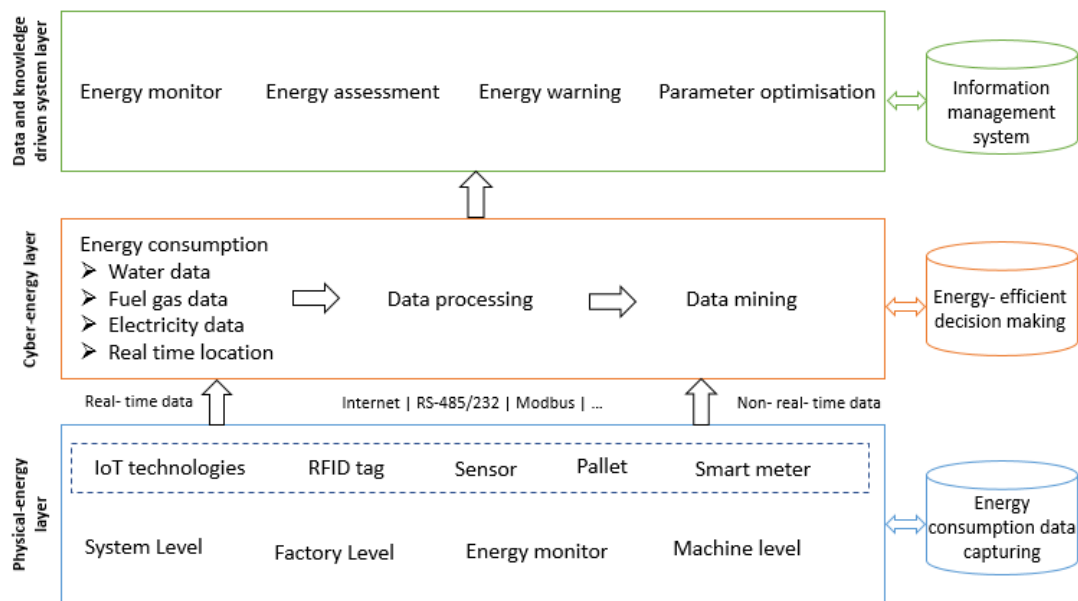 Data and knowledge
driven system layer
Energy monitor
Energy assessment
Energy warning
Parameter optimisation
Information
management
system
Cyber-energy layer
Energy consumption
➢ Water data
➢ Fuel gas data
➢ Electricity data
➢ Real time location
Data processing
Data mining
Energy- efficient
decision making
Real- time data
Internet | RS-485/232 | Modbus | ...
Non- real- time data
Physical-energy
layer
IoT technologies
RFID tag
Sensor
Pallet
Smart meter
System Level
Factory Level
Energy monitor
Machine level
Energy
consumption data
capturing